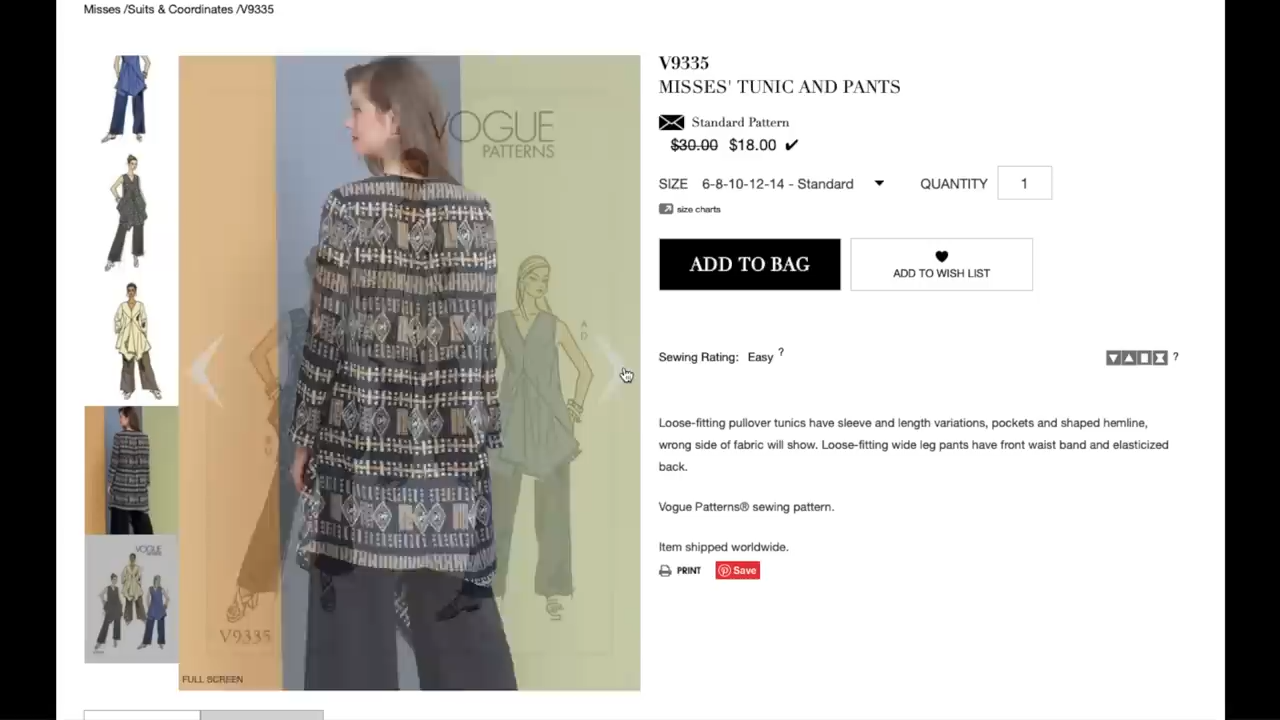 Misses /Suits & Coordinates /V9335
VOGUE
PATTERNS
V9335
FULL SCREEN
VOGUE
V9335
MISSES' TUNIC AND PANTS
Standard Pattern
$30.00 $18.00 ✔
SIZE 6-8-10-12-14 - Standard QUANTITY 1
size charts
ADD TO BAG
ADD TO WISH LIST
Sewing Rating: Easy ?
?
Loose-fitting pullover tunics have sleeve and length variations, pockets and shaped hemline,
wrong side of fabric will show. Loose-fitting wide leg pants have front waist band and elasticized
back.
Vogue Patterns® sewing pattern.
Item shipped worldwide.
PRINT Save